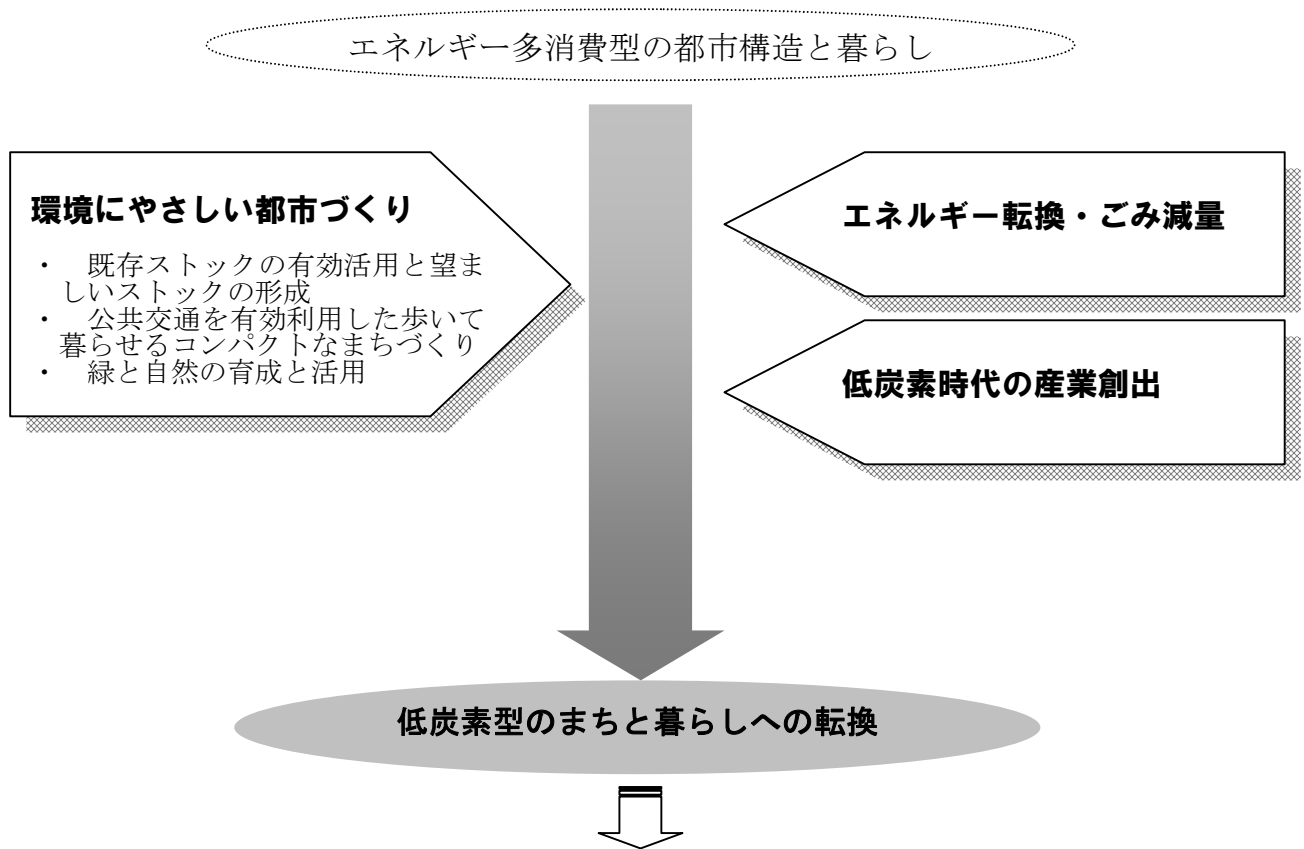 エネルギー多消費型の都市構造と暮らし
環境にやさしい都市づくり
・　既存ストックの有効活用と望ま
しいストックの形成
・　公共交通を有効利用した歩いて
暮らせるコンパクトなまちづくり
・　緑と自然の育成と活用
エネルギー転換・ごみ減量
低炭素時代の産業創出
低炭素型のまちと暮らしへの転換